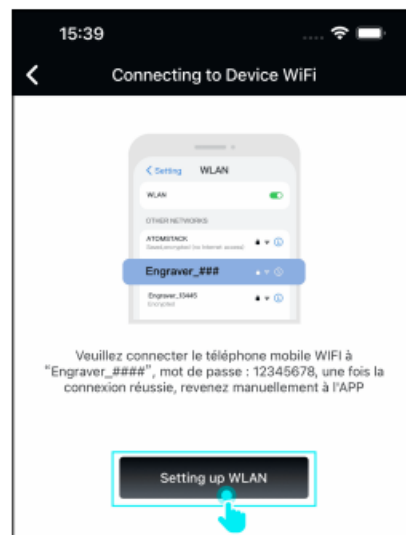 15:39
Connecting to Device WiFi
Setting
WLAN
WLAN
OTHER NETWORKS
ATOMSTACK
Engraver_###
Engraver_13445
Encrypted
Veuillez connecter le téléphone mobile WIFI à
"Engraver_####", mot de passe : 12345678, une fois la
connexion réussie, revenez manuellement à l'APP
Setting up WLAN